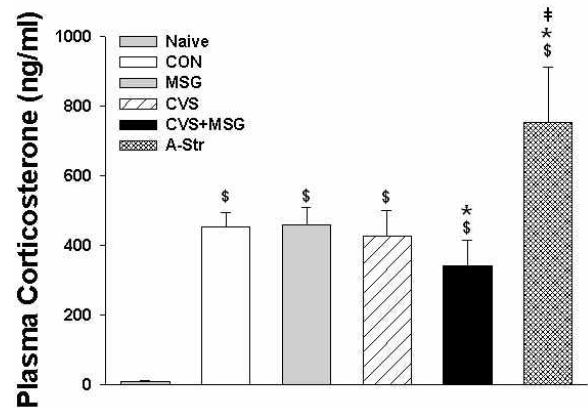 Plasma Corticosterone (ng/ml)
1000
800
600
400
200
0
Naive
CON
MSG
CVS
CVS+MSG
A-Str
$
$
$
*
$
‡
*
$